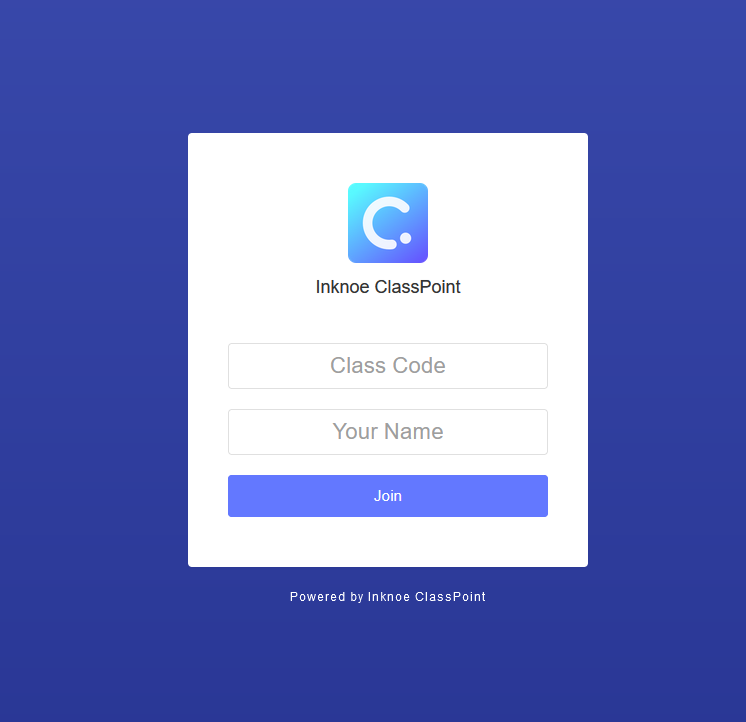 Inknoe ClassPoint
Class Code
Your Name
Join
Powered by Inknoe ClassPoint